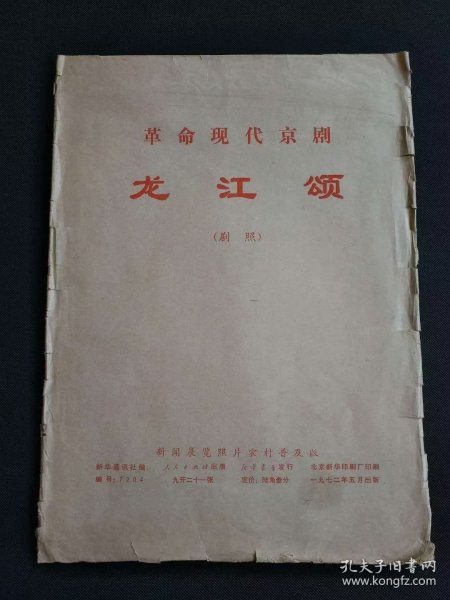 革命现代京剧
龙江颂
（剧照）
新闻展览照片农村普及版
新华通讯社编 人民出版社出版 新华书店发行 北京新华印刷厂印刷
编号：7204 九开二十一张 定价：陆角叁分 一九七二年五月出版
孔夫子旧书网
www.kongfz.com